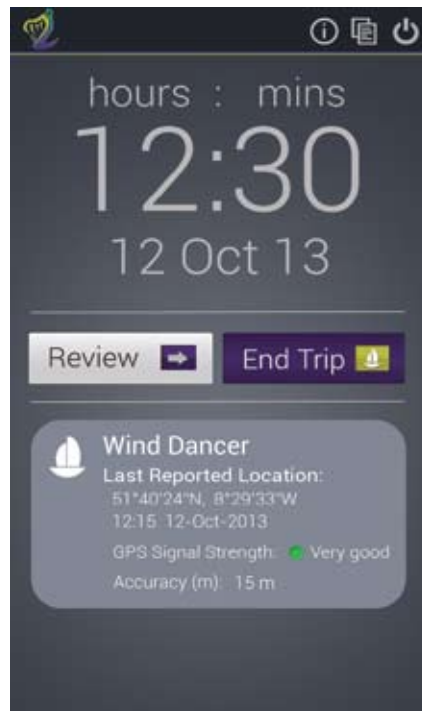 hours : mins
12:30
12 Oct 13
Review End Trip
Wind Dancer
Last Reported Location:
51°40'24"N, 8°29'33"W
12:15 12-Oct-2013
GPS Signal Strength: Very good
Accuracy (m): 15 m